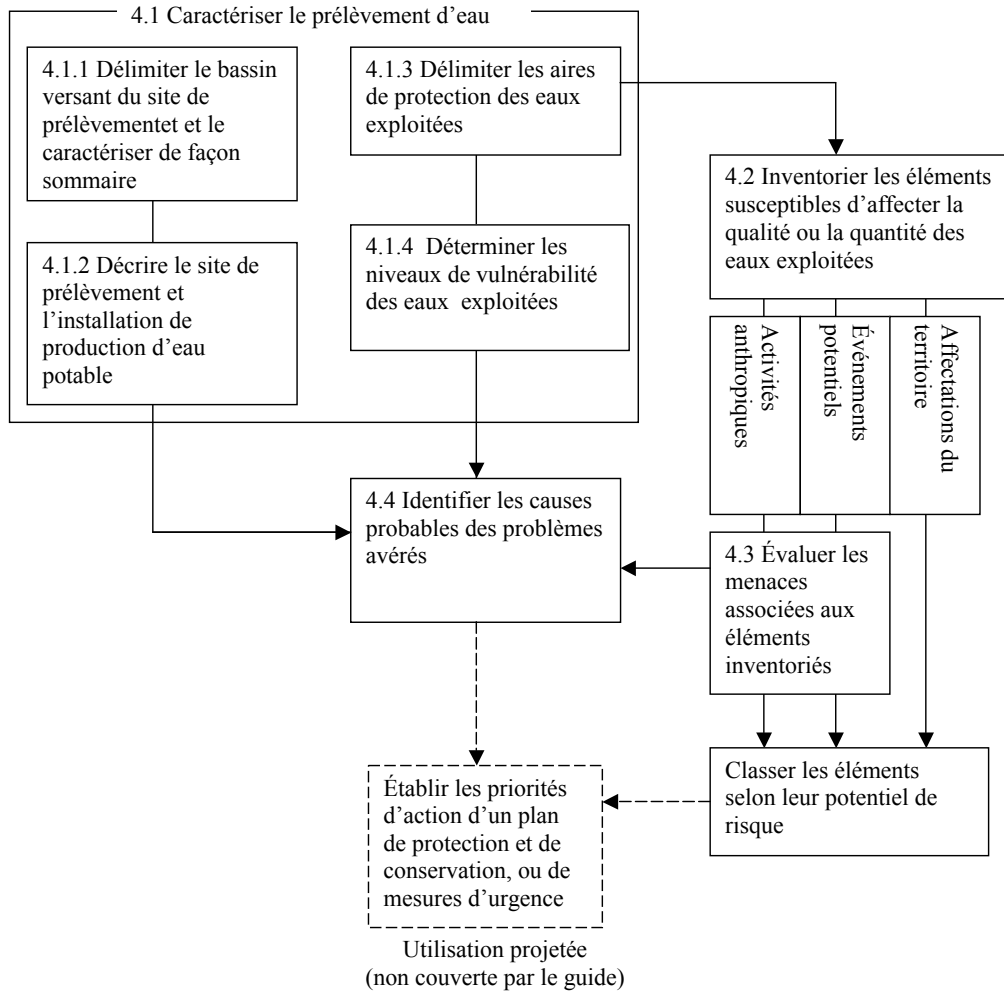 4.1 Caractériser le prélèvement d’eau
4.1.1 Délimiter le bassin
versant du site de
prélèvementet et le
caractériser de façon
sommaire
4.1.2 Décrire le site de
prélèvement et
l’installation de
production d’eau
potable
4.1.3 Délimiter les aires
de protection des eaux
exploitées
4.1.4 Déterminer les
niveaux de vulnérabilité
des eaux exploitées
4.2 Inventorier les éléments
susceptibles d’affecter la
qualité ou la quantité des
eaux exploitées
Activités
anthropiques
Événements
potentiels
Affectations du
territoire
4.4 Identifier les causes
probables des problèmes
avérés
4.3 Évaluer les
menaces
associées aux
éléments
inventoriés
Établir les priorités
d’action d’un plan
de protection et de
conservation, ou de
mesures d’urgence
Classer les éléments
selon leur potentiel de
risque
Utilisation projetée
(non couverte par le guide)